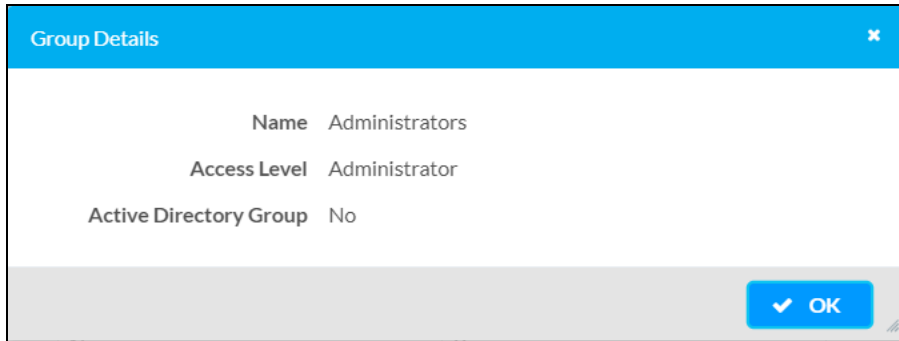 Group Details
Name Administrators
Access Level Administrator
Active Directory Group No
OK